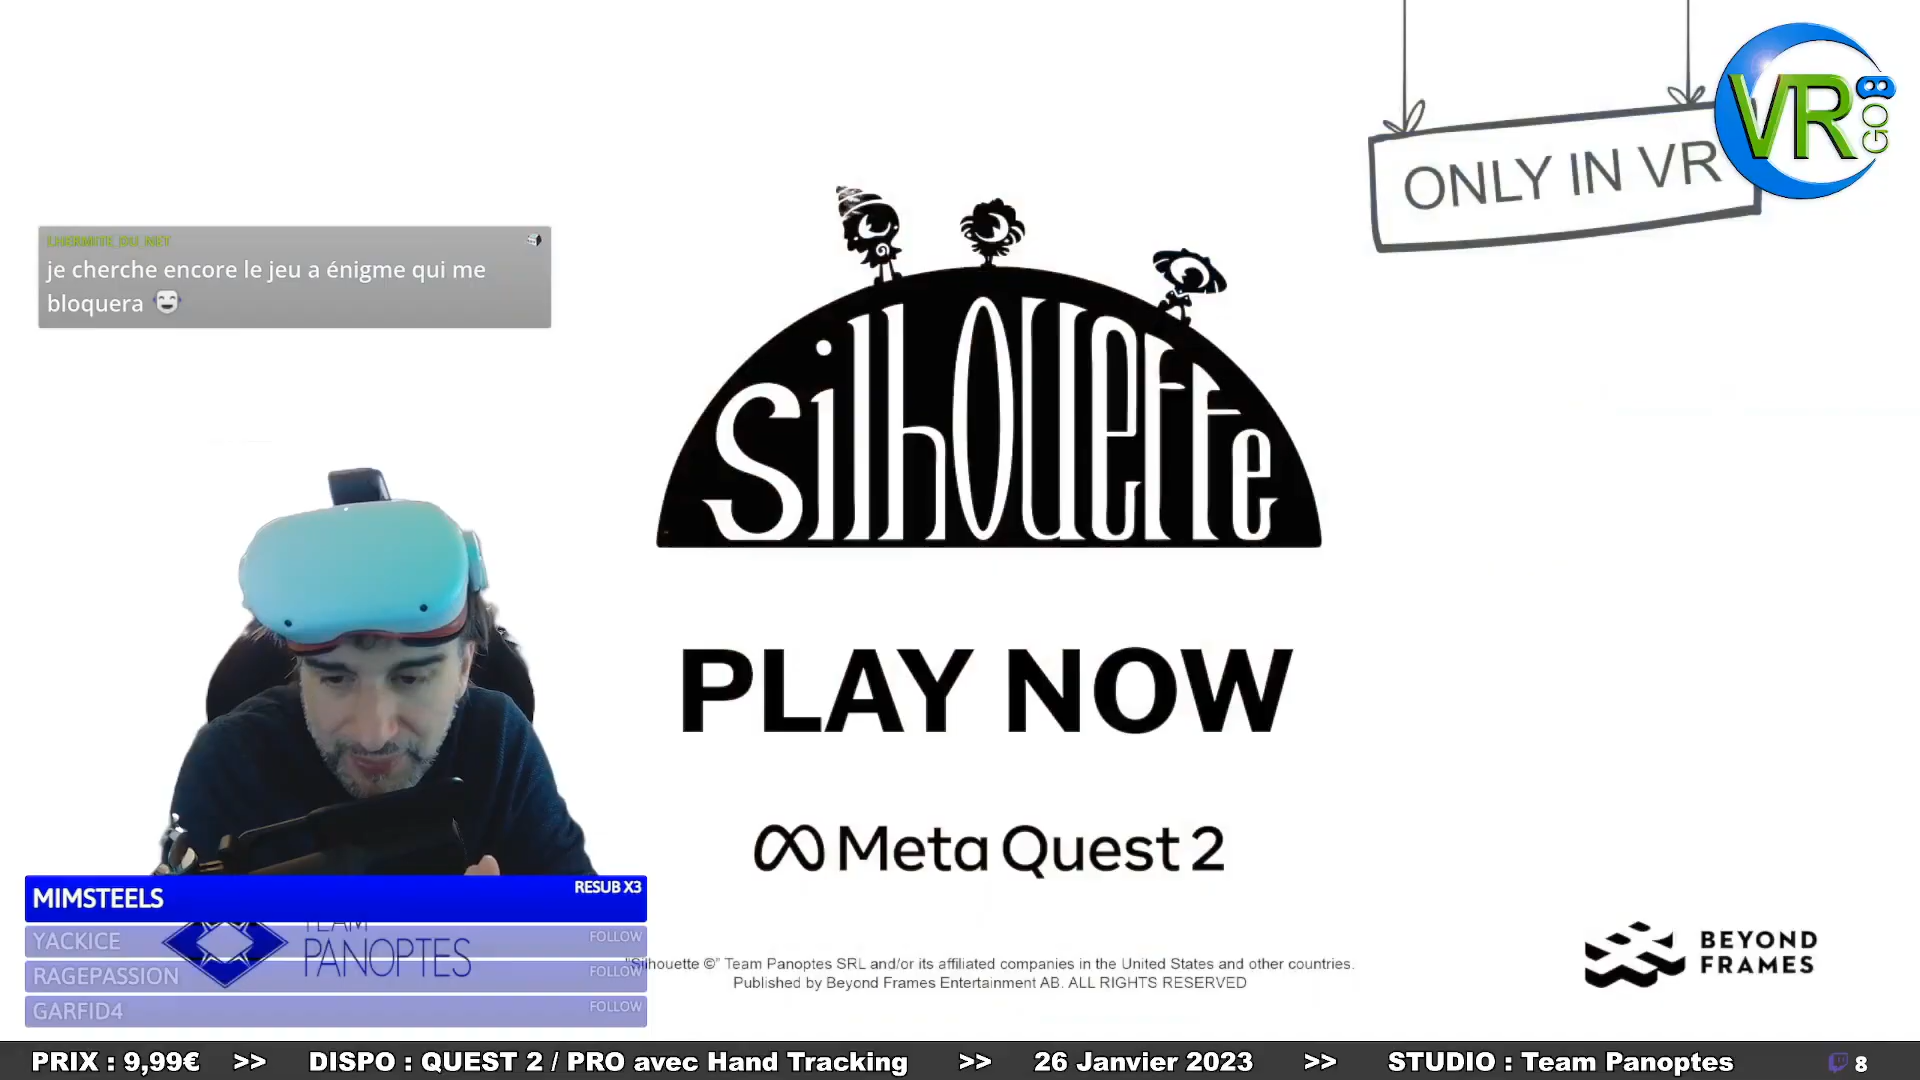 ONLY IN VR
VR
GO
LHERMITE_DU_NET
je cherche encore le jeu a énigme qui me
bloquera
Silhouette
PLAY NOW
Meta Quest 2
MIMSTEELS RESUB X3
YACKICE FOLLOW
RAGEPASSION FOLLOW
GARFID4 FOLLOW
TEAM
PANOPTES
"Silhouette ©" Team Panoptes SRL and/or its affiliated companies in the United States and other countries.
Published by Beyond Frames Entertainment AB. ALL RIGHTS RESERVED
BEYOND
FRAMES
PRIX : 9,99€ >> DISPO : QUEST 2 / PRO avec Hand Tracking >> 26 Janvier 2023 >> STUDIO : Team Panoptes 8